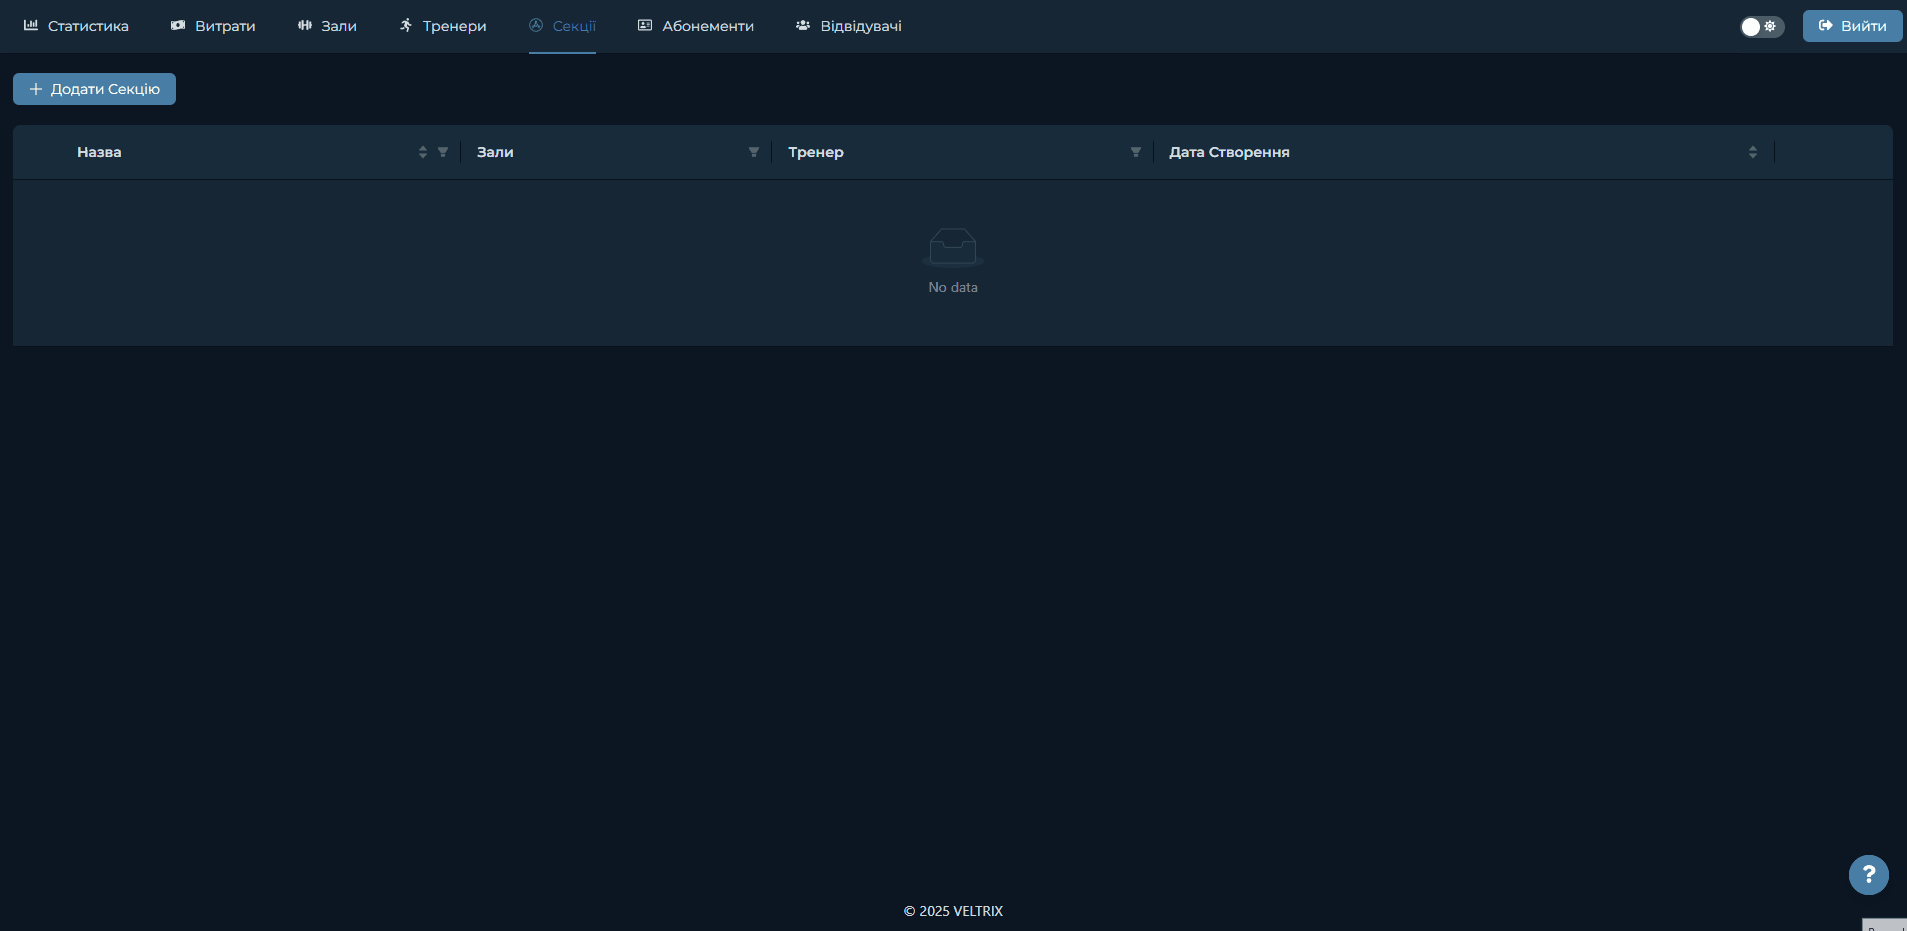 Статистика Витрати Зали Тренери Секції Абонементи Відвідувачі Вийти
+ Додати Секцію
Назва Зали Тренер Дата Створення
No data
?
© 2025 VELTRIX